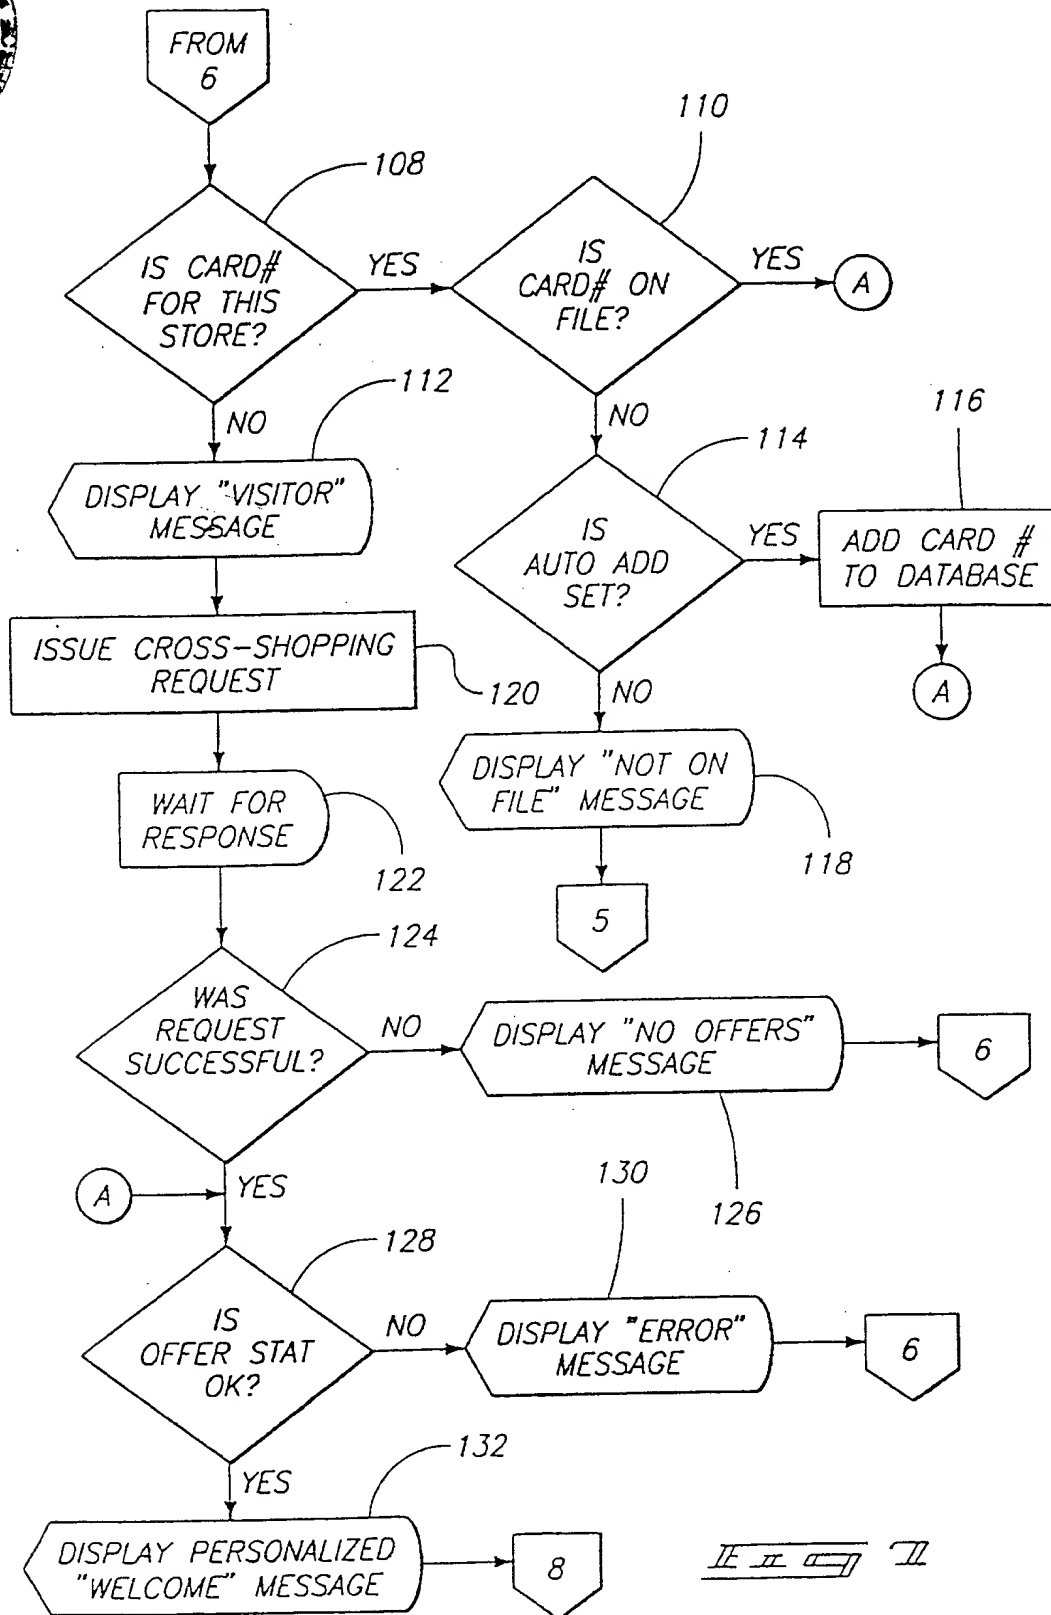 FROM
6
110
108
IS CARD#
FOR THIS
STORE?
YES
IS
CARD# ON
FILE?
YES
A
112
NO
NO
116
114
DISPLAY "VISITOR"
MESSAGE
IS
AUTO ADD
SET?
YES
ADD CARD #
TO DATABASE
ISSUE CROSS-SHOPPING
REQUEST
120
NO
A
DISPLAY "NOT ON
FILE" MESSAGE
118
WAIT FOR
RESPONSE
122
5
124
WAS
REQUEST
SUCCESSFUL?
NO
DISPLAY "NO OFFERS"
MESSAGE
6
126
A
YES
130
128
IS
OFFER STAT
OK?
NO
DISPLAY "ERROR"
MESSAGE
6
132
YES
DISPLAY PERSONALIZED
"WELCOME" MESSAGE
8
Fig 7